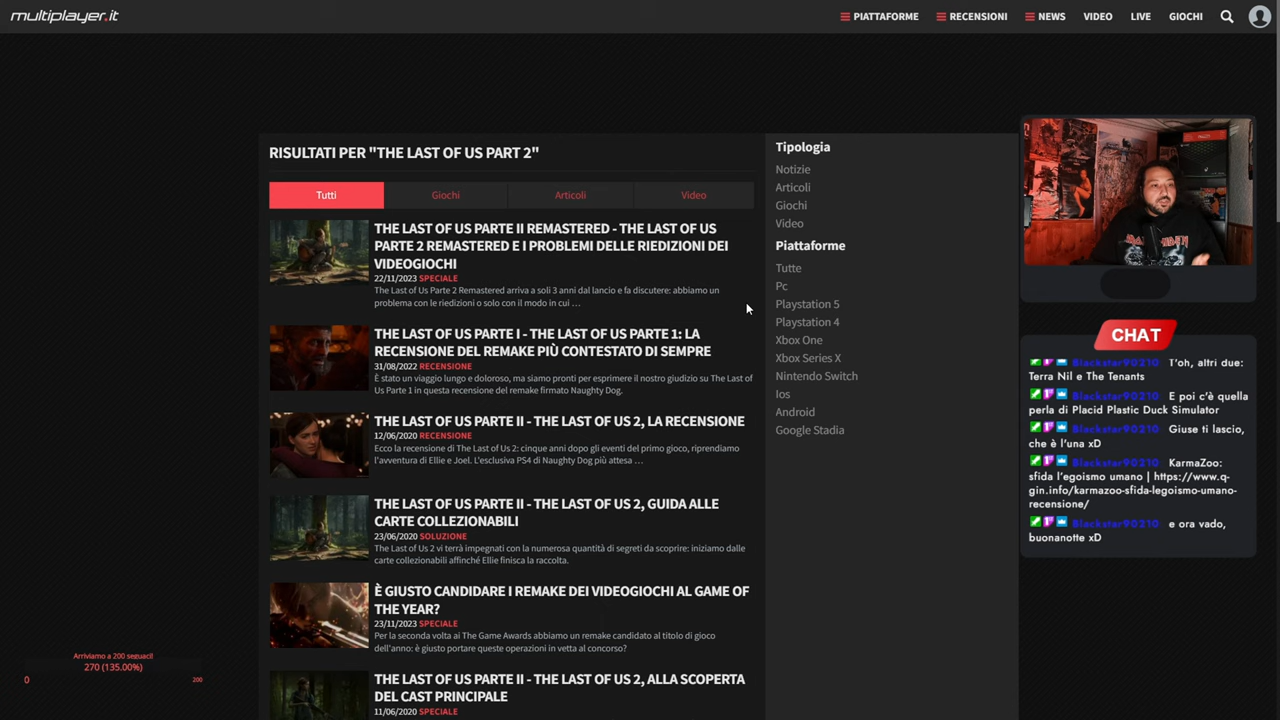 multiplayer.it
PIATTAFORME
RECENSIONI
NEWS
VIDEO
LIVE
GIOCHI
RISULTATI PER "THE LAST OF US PART 2"
Tutti
Giochi
Articoli
Video
THE LAST OF US PARTE II REMASTERED - THE LAST OF US
PARTE 2 REMASTERED E I PROBLEMI DELLE RIEDIZIONI DEI
VIDEOGIOCHI
22/11/2023 SPECIALE
The Last of Us Parte 2 Remastered arriva a soli 3 anni dal lancio e fa discutere: abbiamo un
problema con le riedizioni o solo con il modo in cui ...
THE LAST OF US PARTE I - THE LAST OF US PARTE 1: LA
RECENSIONE DEL REMAKE PIÙ CONTESTATO DI SEMPRE
31/08/2022 RECENSIONE
È stato un viaggio lungo e doloroso, ma siamo pronti per esprimere il nostro giudizio su The Last of
Us Parte 1 in questa recensione del remake firmato Naughty Dog.
THE LAST OF US PARTE II - THE LAST OF US 2, LA RECENSIONE
12/06/2020 RECENSIONE
Ecco la recensione di The Last of Us 2: cinque anni dopo gli eventi del primo gioco, riprendiamo
l'avventura di Ellie e Joel. L'esclusiva PS4 di Naughty Dog più attesa ...
THE LAST OF US PARTE II - THE LAST OF US 2, GUIDA ALLE
CARTE COLLEZIONABILI
23/06/2020 SOLUZIONE
The Last of Us 2 vi terrà impegnati con la numerosa quantità di segreti da scoprire: iniziamo dalle
carte collezionabili affinché Ellie finisca la raccolta.
È GIUSTO CANDIDARE I REMAKE DEI VIDEOGIOCHI AL GAME OF
THE YEAR?
23/11/2023 SPECIALE
Per la seconda volta ai The Game Awards abbiamo un remake candidato al titolo di gioco
dell'anno: è giusto portare queste operazioni in vetta al concorso?
THE LAST OF US PARTE II - THE LAST OF US 2, ALLA SCOPERTA
DEL CAST PRINCIPALE
11/06/2020 SPECIALE
Tipologia
Notizie
Articoli
Giochi
Video
Piattaforme
Tutte
Pc
Playstation 5
Playstation 4
Xbox One
Xbox Series X
Nintendo Switch
Ios
Android
Google Stadia
CHAT
Blackstar90210 T'oh, altri due:
Terra Nil e The Tenants
Blackstar90210 E poi c'è quella
perla di Placid Plastic Duck Simulator
Blackstar90210 Giuse ti lascio,
che è l'una xD
Blackstar90210 KarmaZoo:
sfida l'egoismo umano | https://www.q-
gin.info/karmazoo-sfida-legoismo-umano-
recensione/
Blackstar90210 e ora vado,
buonanotte xD
Arriviamo a 200 seguaci!
270 (135.00%)
0
200